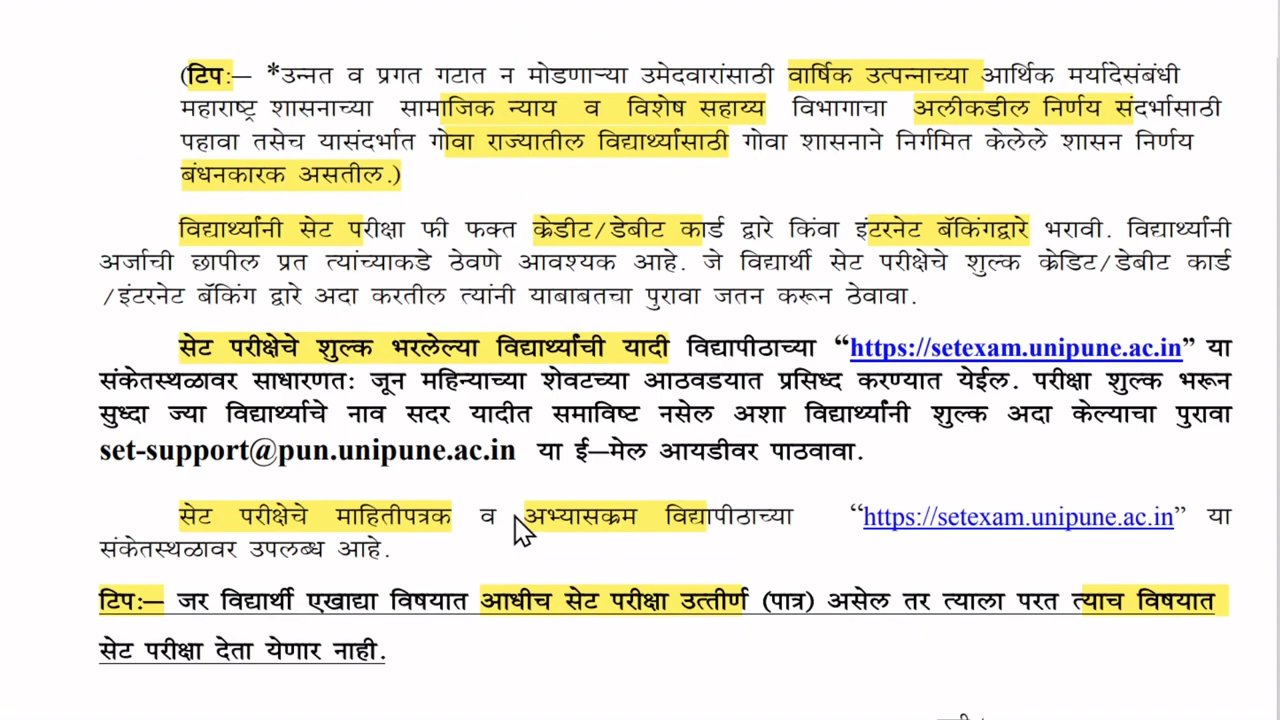 (टिप:— *उन्नत व प्रगत गटात न मोडणाऱ्या उमेदवारांसाठी वार्षिक उत्पन्नाच्या आर्थिक मर्यादेसंबंधी
महाराष्ट्र शासनाच्या सामाजिक न्याय व विशेष सहाय्य विभागाचा अलीकडील निर्णय संदर्भासाठी
पहावा तसेच यासंदर्भात गोवा राज्यातील विद्यार्थ्यांसाठी गोवा शासनाने निर्गमित केलेले शासन निर्णय
बंधनकारक असतील.)
विद्यार्थ्यांनी सेट परीक्षा फी फक्त क्रेडीट/डेबीट कार्ड द्वारे किंवा इंटरनेट बॅकिंगद्वारे भरावी. विद्यार्थ्यांनी
अर्जाची छापील प्रत त्यांच्याकडे ठेवणे आवश्यक आहे. जे विद्यार्थी सेट परीक्षेचे शुल्क क्रेडिट/डेबीट कार्ड
/इंटरनेट बॅकिंग द्वारे अदा करतील त्यांनी याबाबतचा पुरावा जतन करून ठेवावा.
सेट परीक्षेचे शुल्क भरलेल्या विद्यार्थ्यांची यादी विद्यापीठाच्या “https://setexam.unipune.ac.in” या
संकेतस्थळावर साधारणत: जून महिन्याच्या शेवटच्या आठवडयात प्रसिध्द करण्यात येईल. परीक्षा शुल्क भरून
सुध्दा ज्या विद्यार्थ्याचे नाव सदर यादीत समाविष्ट नसेल अशा विद्यार्थ्यांनी शुल्क अदा केल्याचा पुरावा
set-support@pun.unipune.ac.in या ई—मेल आयडीवर पाठवावा.
सेट परीक्षेचे माहितीपत्रक व अभ्यासक्रम विद्यापीठाच्या “https://setexam.unipune.ac.in” या
संकेतस्थळावर उपलब्ध आहे.
टिप:— जर विद्यार्थी एखाद्या विषयात आधीच सेट परीक्षा उत्तीर्ण (पात्र) असेल तर त्याला परत त्याच विषयात
सेट परीक्षा देता येणार नाही.